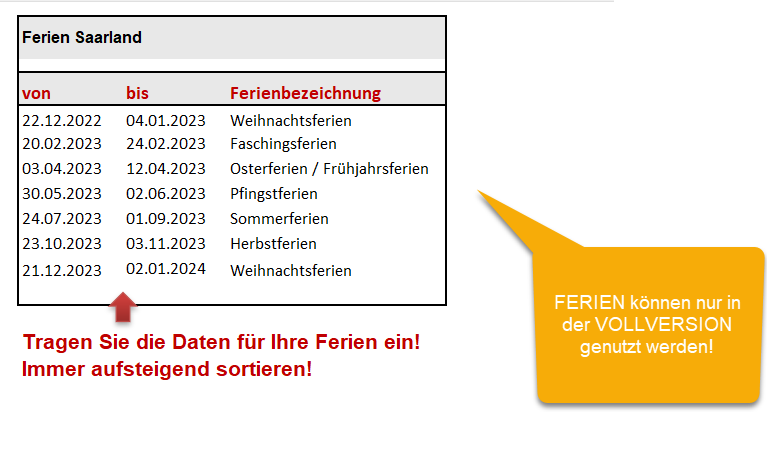 Ferien Saarland
von bis Ferienbezeichnung
22.12.2022 04.01.2023 Weihnachtsferien
20.02.2023 24.02.2023 Faschingsferien
03.04.2023 12.04.2023 Osterferien / Frühjahrsferien
30.05.2023 02.06.2023 Pfingstferien
24.07.2023 01.09.2023 Sommerferien
23.10.2023 03.11.2023 Herbstferien
21.12.2023 02.01.2024 Weihnachtsferien
Tragen Sie die Daten für Ihre Ferien ein!
Immer aufsteigend sortieren!
FERIEN können nur in
der VOLLVERSION
genutzt werden!